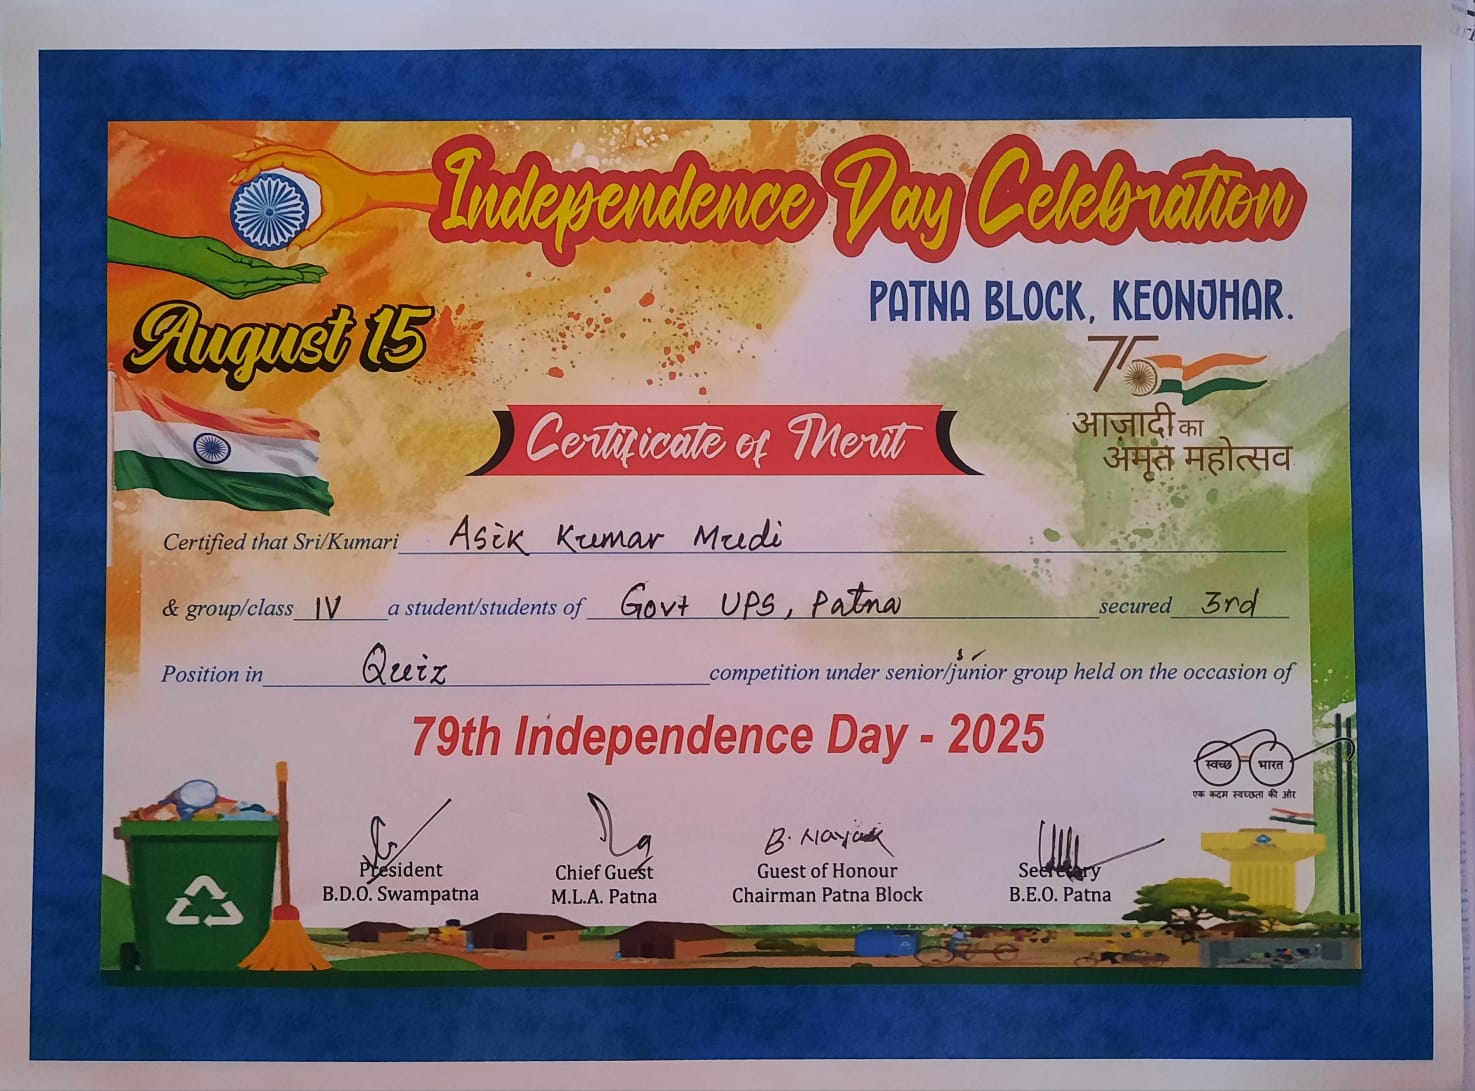 Independence Day Celebration
PATNA BLOCK, KEONJHAR.
August 15
75
आज़ादी का
अमृत महोत्सव
Certificate of Merit
Certified that Sri/Kumari Asik Kumar Mudi
& group/class IV a student/students of Govt UPS, Patna secured 3rd
Position in Quiz competition under senior/junior group held on the occasion of
79th Independence Day - 2025
स्वच्छ भारत
एक कदम स्वच्छता की ओर
B. Nayak
President
B.D.O. Swampatna
Chief Guest
M.L.A. Patna
Guest of Honour
Chairman Patna Block
Secretary
B.E.O. Patna